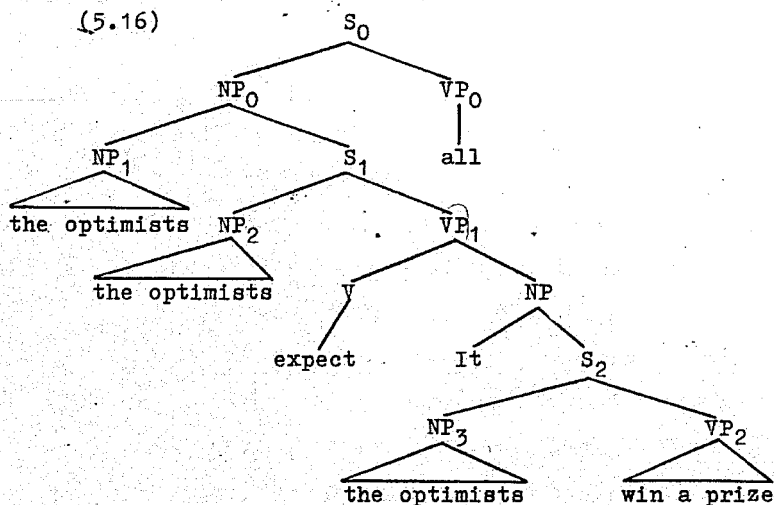 (5.16)
S0
NP0 VP0
NP1 S1 all
the optimists NP2 VP1
the optimists V NP
expect It S2
NP3 VP2
the optimists win a prize